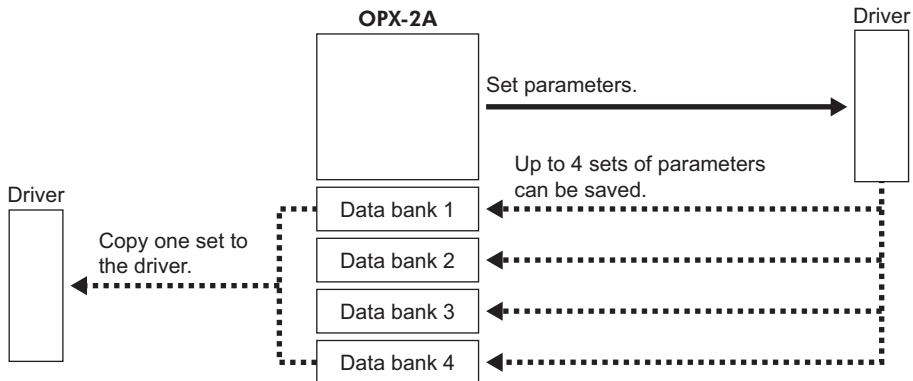 OPX-2A
Driver
Set parameters.
Up to 4 sets of parameters
can be saved.
Driver
Data bank 1
Copy one set to
the driver.
Data bank 2
Data bank 3
Data bank 4